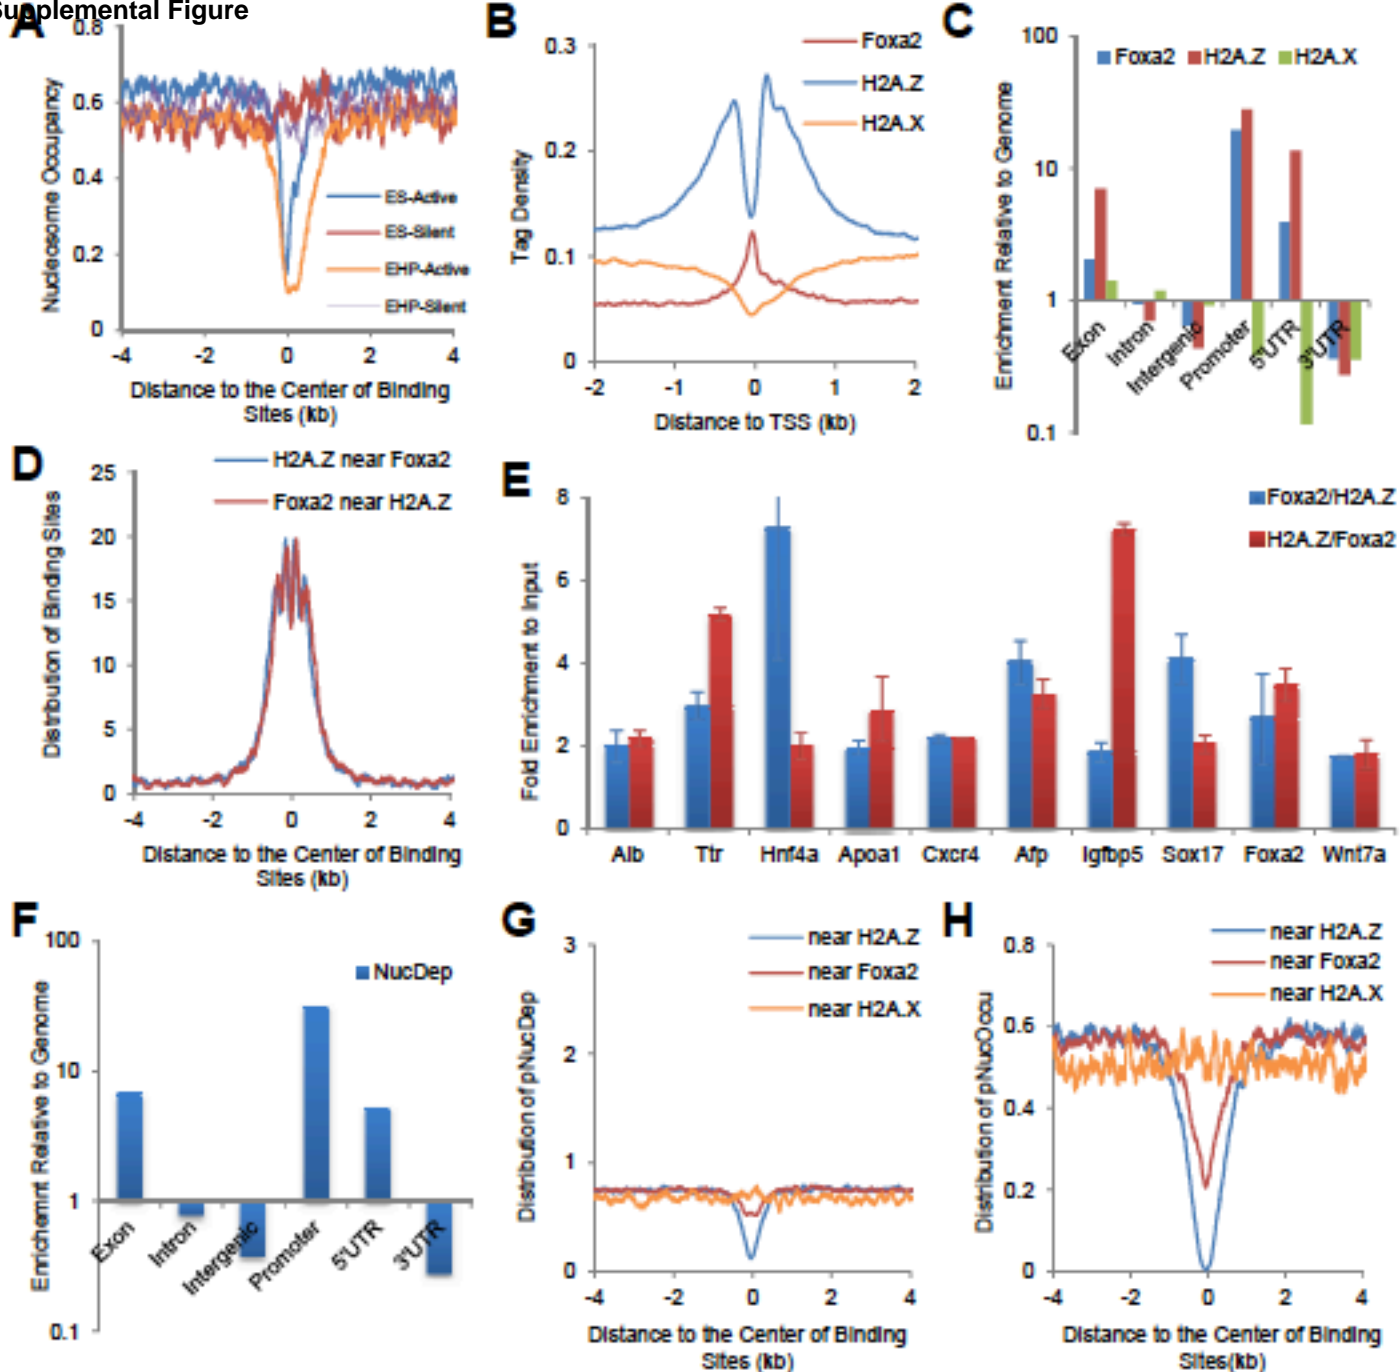 Supplemental Figure
A
0.8
0.6
0.4
0.2
0
Nucleosome Occupancy
ES-Active
ES-Silent
EHP-Active
EHP-Silent
-4 -2 0 2 4
Distance to the Center of Binding
Sites (kb)
B
0.3
0.2
0.1
0
Tag Density
Foxa2
H2A.Z
H2A.X
-2 -1 0 1 2
Distance to TSS (kb)
C
100
10
1
0.1
Enrichment Relative to Genome
Foxa2 H2A.Z H2A.X
Exon Intron Intergenic Promoter 5'UTR 3'UTR
D
25
20
15
10
5
0
Distribution of Binding Sites
H2A.Z near Foxa2
Foxa2 near H2A.Z
-4 -2 0 2 4
Distance to the Center of Binding
Sites (kb)
E
8
6
4
2
0
Fold Enrichment to Input
Foxa2/H2A.Z
H2A.Z/Foxa2
Alb Ttr Hnf4a Apoa1 Cxcr4 Afp Igfbp5 Sox17 Foxa2 Wnt7a
F
100
10
1
0.1
Enrichemnt Relative to Genome
NucDep
Exon Intron Intergenic Promoter 5'UTR 3'UTR
G
3
2
1
0
Distribution of pNucDep
near H2A.Z
near Foxa2
near H2A.X
-4 -2 0 2 4
Distance to the Center of Binding
Sites(kb)
H
0.8
0.6
0.4
0.2
0
Distribution of pNucOccu
near H2A.Z
near Foxa2
near H2A.X
-4 -2 0 2 4
Distance to the Center of Binding
Sites(kb)